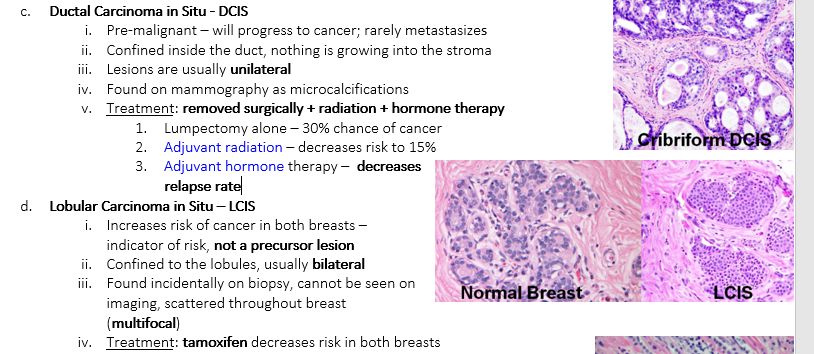 c. Ductal Carcinoma in Situ - DCIS
i. Pre-malignant – will progress to cancer; rarely metastasizes
ii. Confined inside the duct, nothing is growing into the stroma
iii. Lesions are usually unilateral
iv. Found on mammography as microcalcifications
v. Treatment: removed surgically + radiation + hormone therapy
1. Lumpectomy alone – 30% chance of cancer
2. Adjuvant radiation – decreases risk to 15%
3. Adjuvant hormone therapy – decreases
relapse rate
Cribriform DCIS
d. Lobular Carcinoma in Situ – LCIS
i. Increases risk of cancer in both breasts –
indicator of risk, not a precursor lesion
ii. Confined to the lobules, usually bilateral
iii. Found incidentally on biopsy, cannot be seen on
imaging, scattered throughout breast
(multifocal)
iv. Treatment: tamoxifen decreases risk in both breasts
Normal Breast
LCIS